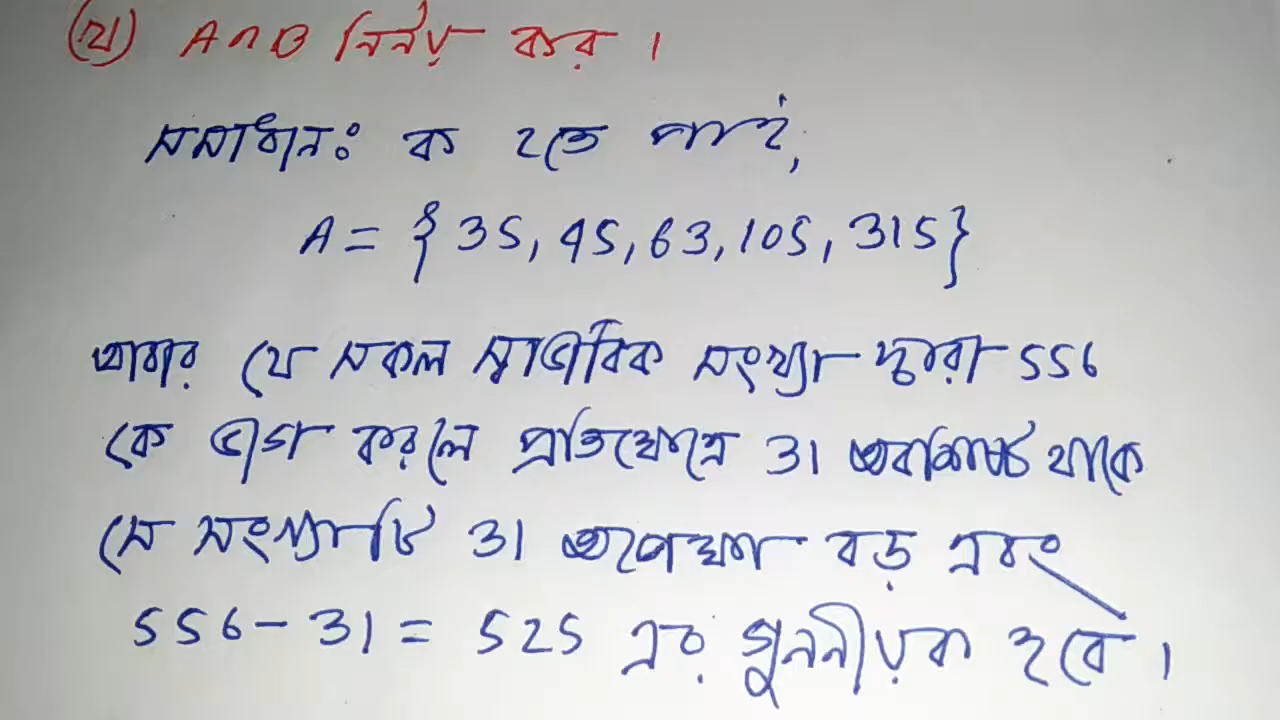 (খ) A∩B নির্নয় কর ।
সমাধানঃ ক হতে পাই,
A = {35, 45, 63, 105, 315}
আবার যে সকল স্বাভাবিক সংখ্যা দ্বারা 556
কে ভাগ করলে প্রতিক্ষেত্রে 31 অবশিষ্ট থাকে
সে সংখ্যাটি 31 অপেক্ষা বড় এবং
556 - 31 = 525 এর গুননীয়ক হবে ।